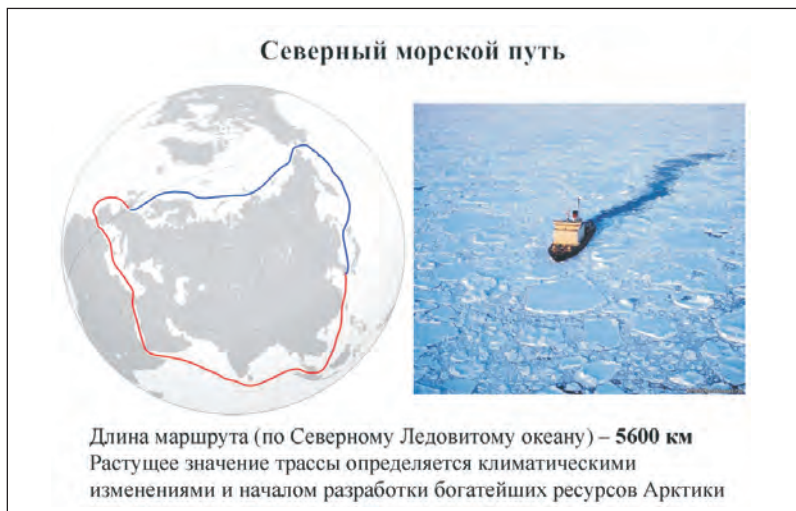 Северный морской путь
Длина маршрута (по Северному Ледовитому океану) – 5600 км
Растущее значение трассы определяется климатическими
изменениями и началом разработки богатейших ресурсов Арктики